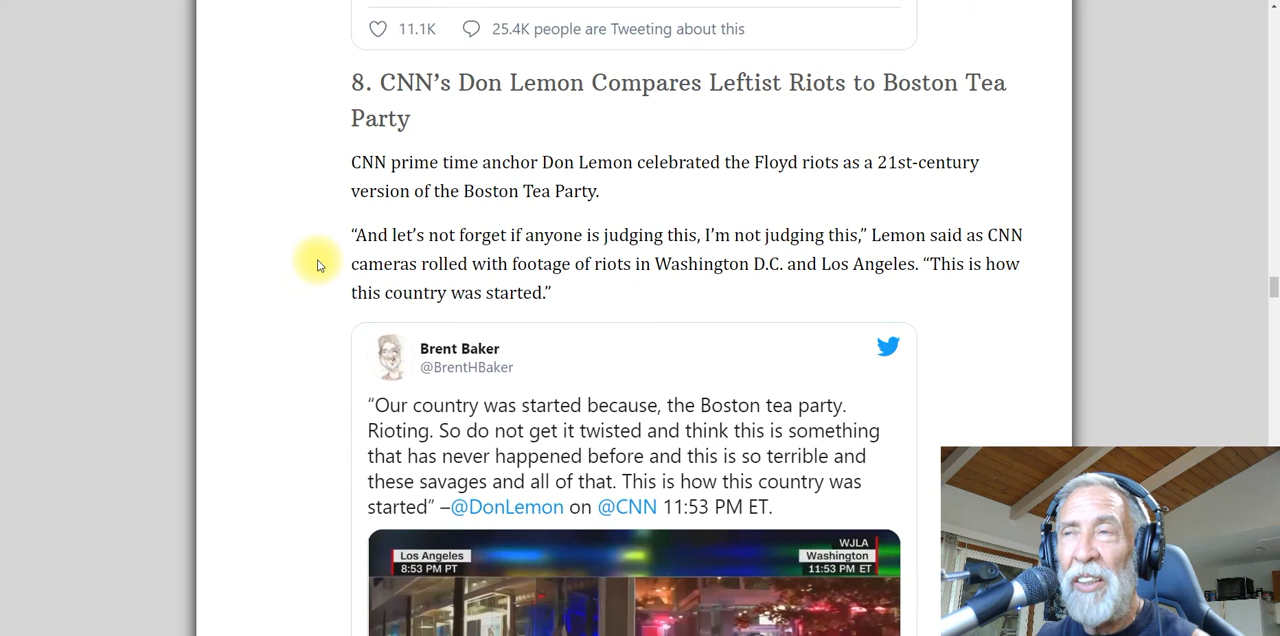 11.1K 25.4K people are Tweeting about this
8. CNN’s Don Lemon Compares Leftist Riots to Boston Tea
Party
CNN prime time anchor Don Lemon celebrated the Floyd riots as a 21st-century
version of the Boston Tea Party.
“And let’s not forget if anyone is judging this, I’m not judging this,” Lemon said as CNN
cameras rolled with footage of riots in Washington D.C. and Los Angeles. “This is how
this country was started.”
Brent Baker
@BrentHBaker
“Our country was started because, the Boston tea party.
Rioting. So do not get it twisted and think this is something
that has never happened before and this is so terrible and
these savages and all of that. This is how this country was
started” –@DonLemon on @CNN 11:53 PM ET.
WJLA
Los Angeles Washington
8:53 PM PT 11:53 PM ET